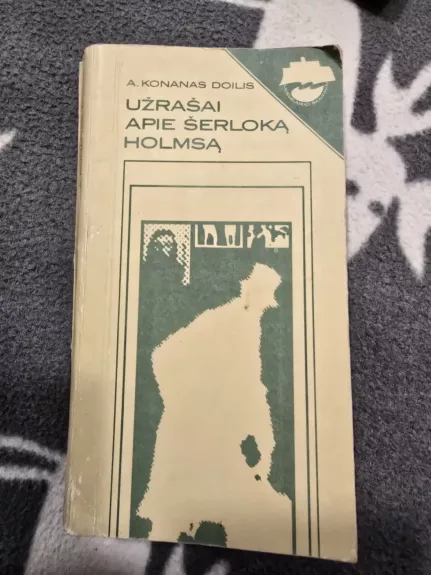 A. KONANAS DOILIS
UŽRAŠAI
APIE ŠERLOKĄ
HOLMSĄ